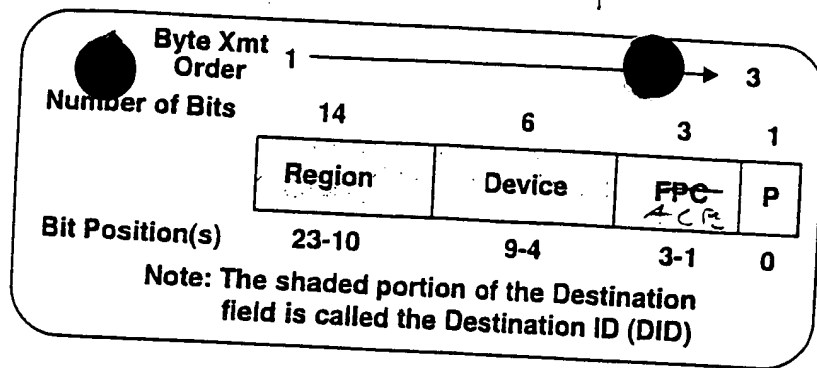 Byte Xmt
Order 1 3
Number of Bits 14 6 3 1
Region Device FPC P
Bit Position(s) 23-10 9-4 3-1 0
Note: The shaded portion of the Destination
field is called the Destination ID (DID)